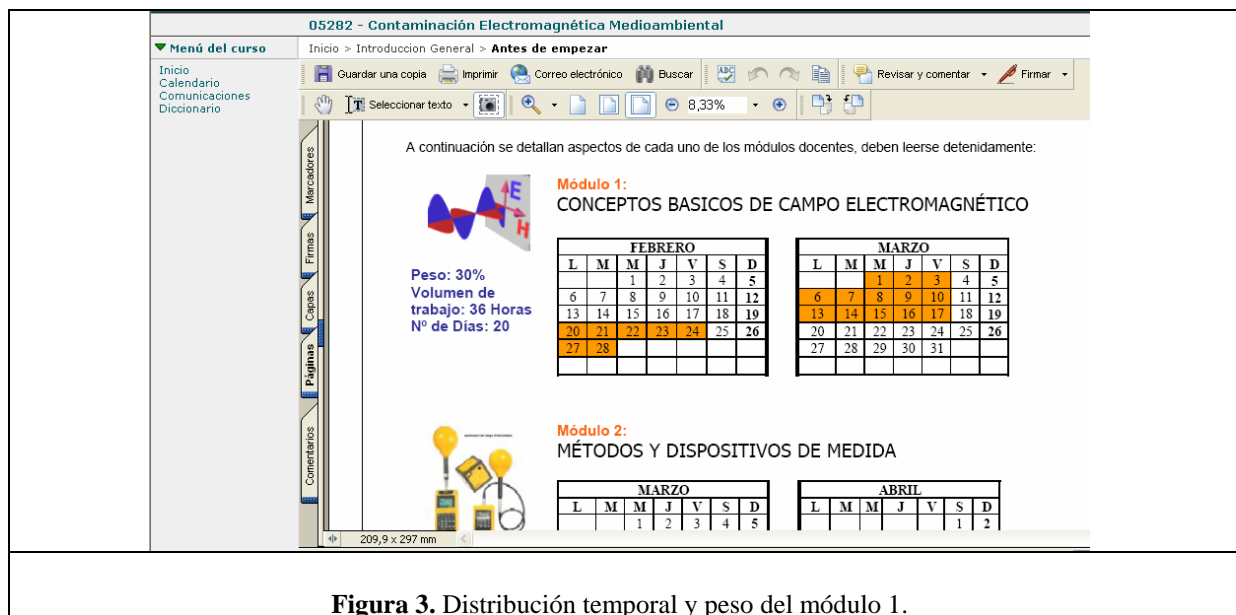 05282 - Contaminación Electromagnética Medioambiental
Menú del curso
Inicio > Introduccion General > Antes de empezar
Inicio
Calendario
Comunicaciones
Diccionario
Guardar una copia Imprimir Correo electrónico Buscar Revisar y comentar Firmar
Seleccionar texto 8,33%
Marcadores
Firmas
Capas
Páginas
Comentarios
A continuación se detallan aspectos de cada uno de los módulos docentes, deben leerse detenidamente:
E
H
Peso: 30%
Volumen de
trabajo: 36 Horas
Nº de Días: 20
Módulo 1:
CONCEPTOS BASICOS DE CAMPO ELECTROMAGNÉTICO
FEBRERO
L M M J V S D
1 2 3 4 5
6 7 8 9 10 11 12
13 14 15 16 17 18 19
20 21 22 23 24 25 26
27 28
MARZO
L M M J V S D
1 2 3 4 5
6 7 8 9 10 11 12
13 14 15 16 17 18 19
20 21 22 23 24 25 26
27 28 29 30 31
Módulo 2:
MÉTODOS Y DISPOSITIVOS DE MEDIDA
MARZO
L M M J V S D
1 2 3 4 5
ABRIL
L M M J V S D
1 2
209,9 x 297 mm
Figura 3. Distribución temporal y peso del módulo 1.